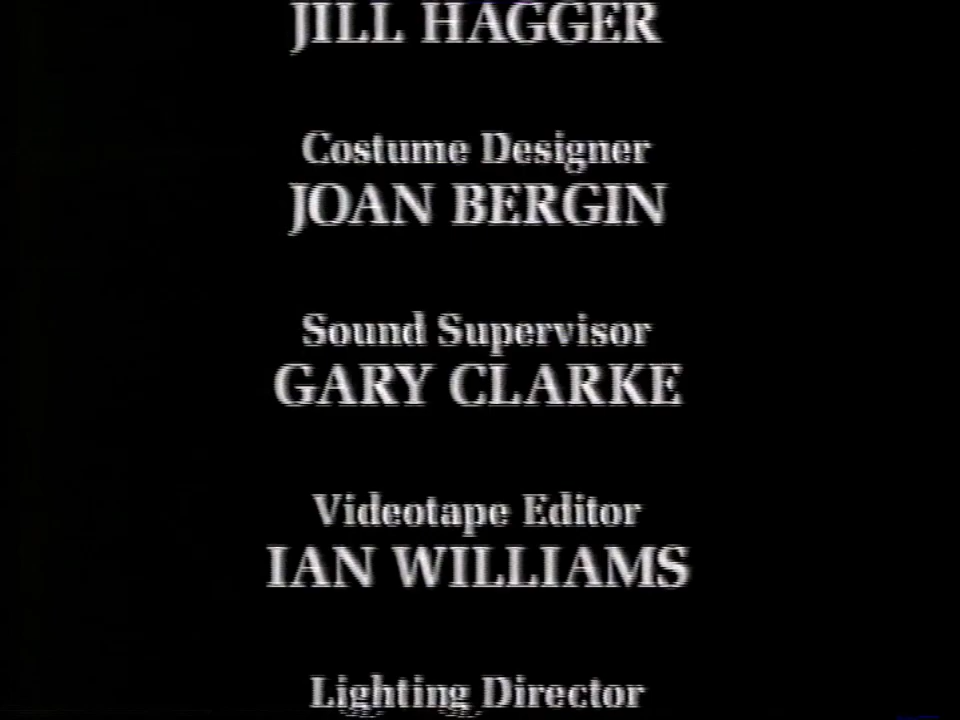 JILL HAGGER
Costume Designer
JOAN BERGIN
Sound Supervisor
GARY CLARKE
Videotape Editor
IAN WILLIAMS
Lighting Director